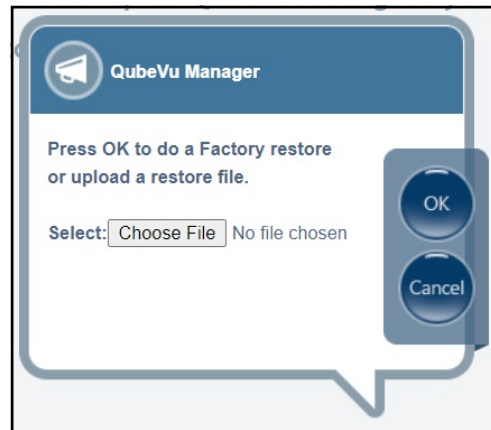 QubeVu Manager
Press OK to do a Factory restore
or upload a restore file.
Select: Choose File No file chosen
OK
Cancel